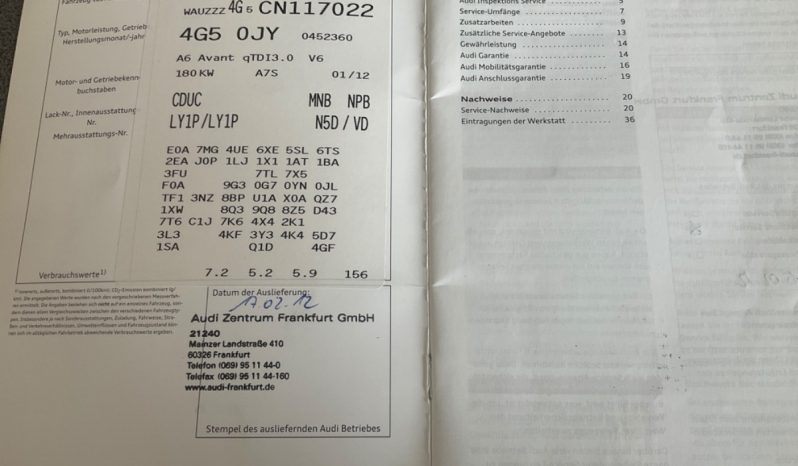 WAUZZZ 4G 5 CN117022
Typ, Motorleistung, Getriebe
Herstellungsmonat/-jahr
4G5 0JY 0452360
A6 Avant qTDI3.0 V6
180 KW A7S 01/12
Motor- und Getriebekenn-
buchstaben
CDUC MNB NPB
Lack-Nr., Innenausstattung
Nr.
LY1P/LY1P N5D / VD
Mehrausstattungs-Nr.
E0A 7MG 4UE 6XE 5SL 6TS
2EA J0P 1LJ 1X1 1AT 1BA
3FU 7TL 7X5
F0A 9G3 0G7 0YN 0JL
TF1 3NZ 8BP U1A X0A QZ7
1XW 8Q3 9Q8 8Z5 D43
7T6 C1J 7K6 4X4 2K1
3L3 4KF 3Y3 4K4 5D7
1SA Q1D 4GF
Verbrauchswerte1) 7.2 5.2 5.9 156
Datum der Auslieferung:
17.02.12
Audi Zentrum Frankfurt GmbH
21240
Mainzer Landstraße 410
60326 Frankfurt
Telefon (069) 95 11 44-0
Telefax (069) 95 11 44-160
www.audi-frankfurt.de
Stempel des ausliefernden Audi Betriebes
Audi Inspektions Service 5
Service-Umfänge 7
Zusatzarbeiten 9
Zusätzliche Service-Angebote 13
Gewährleistung 14
Audi Garantie 14
Audi Mobilitätsgarantie 16
Audi Anschlussgarantie 19
Nachweise 20
Service-Nachweise 20
Eintragungen der Werkstatt 36